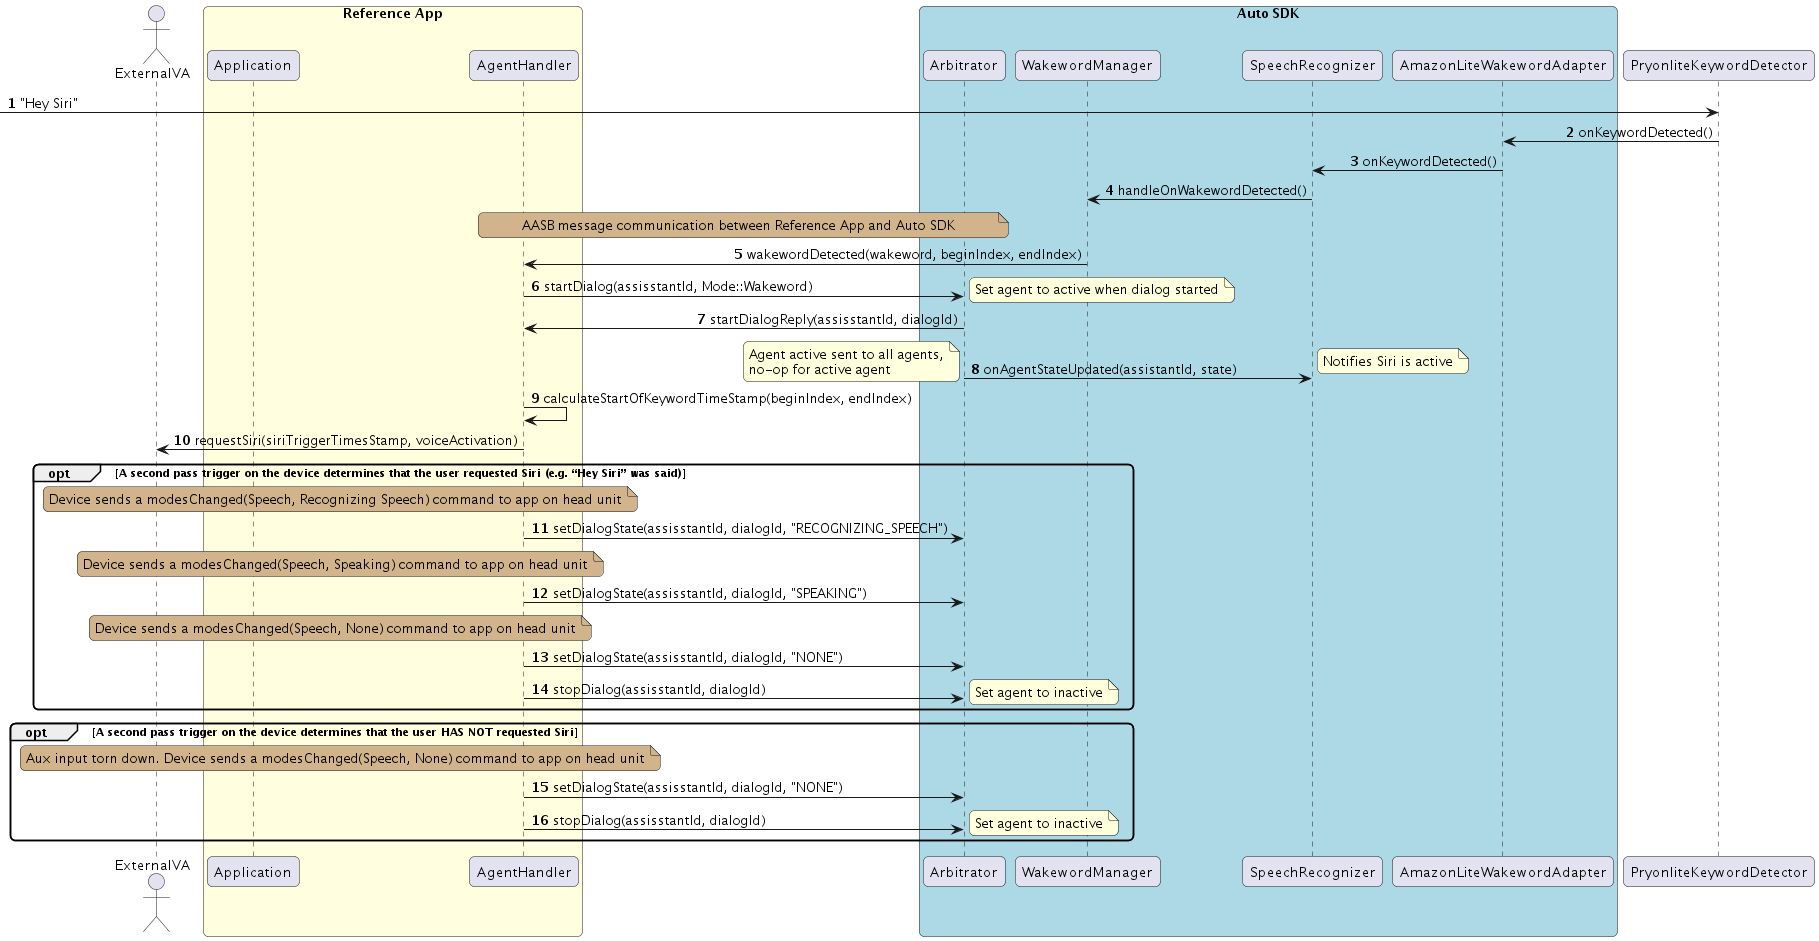 Reference App
Auto SDK
ExternalVA
Application
AgentHandler
Arbitrator
WakewordManager
SpeechRecognizer
AmazonLiteWakewordAdapter
PryonliteKeywordDetector
1 "Hey Siri"
2 onKeywordDetected()
3 onKeywordDetected()
4 handleOnWakewordDetected()
AASB message communication between Reference App and Auto SDK
5 wakewordDetected(wakeword, beginIndex, endIndex)
6 startDialog(assisstantId, Mode::Wakeword)
Set agent to active when dialog started
7 startDialogReply(assisstantId, dialogId)
Agent active sent to all agents,
no-op for active agent
8 onAgentStateUpdated(assistantId, state)
Notifies Siri is active
9 calculateStartOfKeywordTimeStamp(beginIndex, endIndex)
10 requestSiri(siriTriggerTimesStamp, voiceActivation)
opt [A second pass trigger on the device determines that the user requested Siri (e.g. “Hey Siri” was said)]
Device sends a modesChanged(Speech, Recognizing Speech) command to app on head unit
11 setDialogState(assisstantId, dialogId, "RECOGNIZING_SPEECH")
Device sends a modesChanged(Speech, Speaking) command to app on head unit
12 setDialogState(assisstantId, dialogId, "SPEAKING")
Device sends a modesChanged(Speech, None) command to app on head unit
13 setDialogState(assisstantId, dialogId, "NONE")
14 stopDialog(assisstantId, dialogId)
Set agent to inactive
opt [A second pass trigger on the device determines that the user HAS NOT requested Siri]
Aux input torn down. Device sends a modesChanged(Speech, None) command to app on head unit
15 setDialogState(assisstantId, dialogId, "NONE")
16 stopDialog(assisstantId, dialogId)
Set agent to inactive
ExternalVA
Application
AgentHandler
Arbitrator
WakewordManager
SpeechRecognizer
AmazonLiteWakewordAdapter
PryonliteKeywordDetector